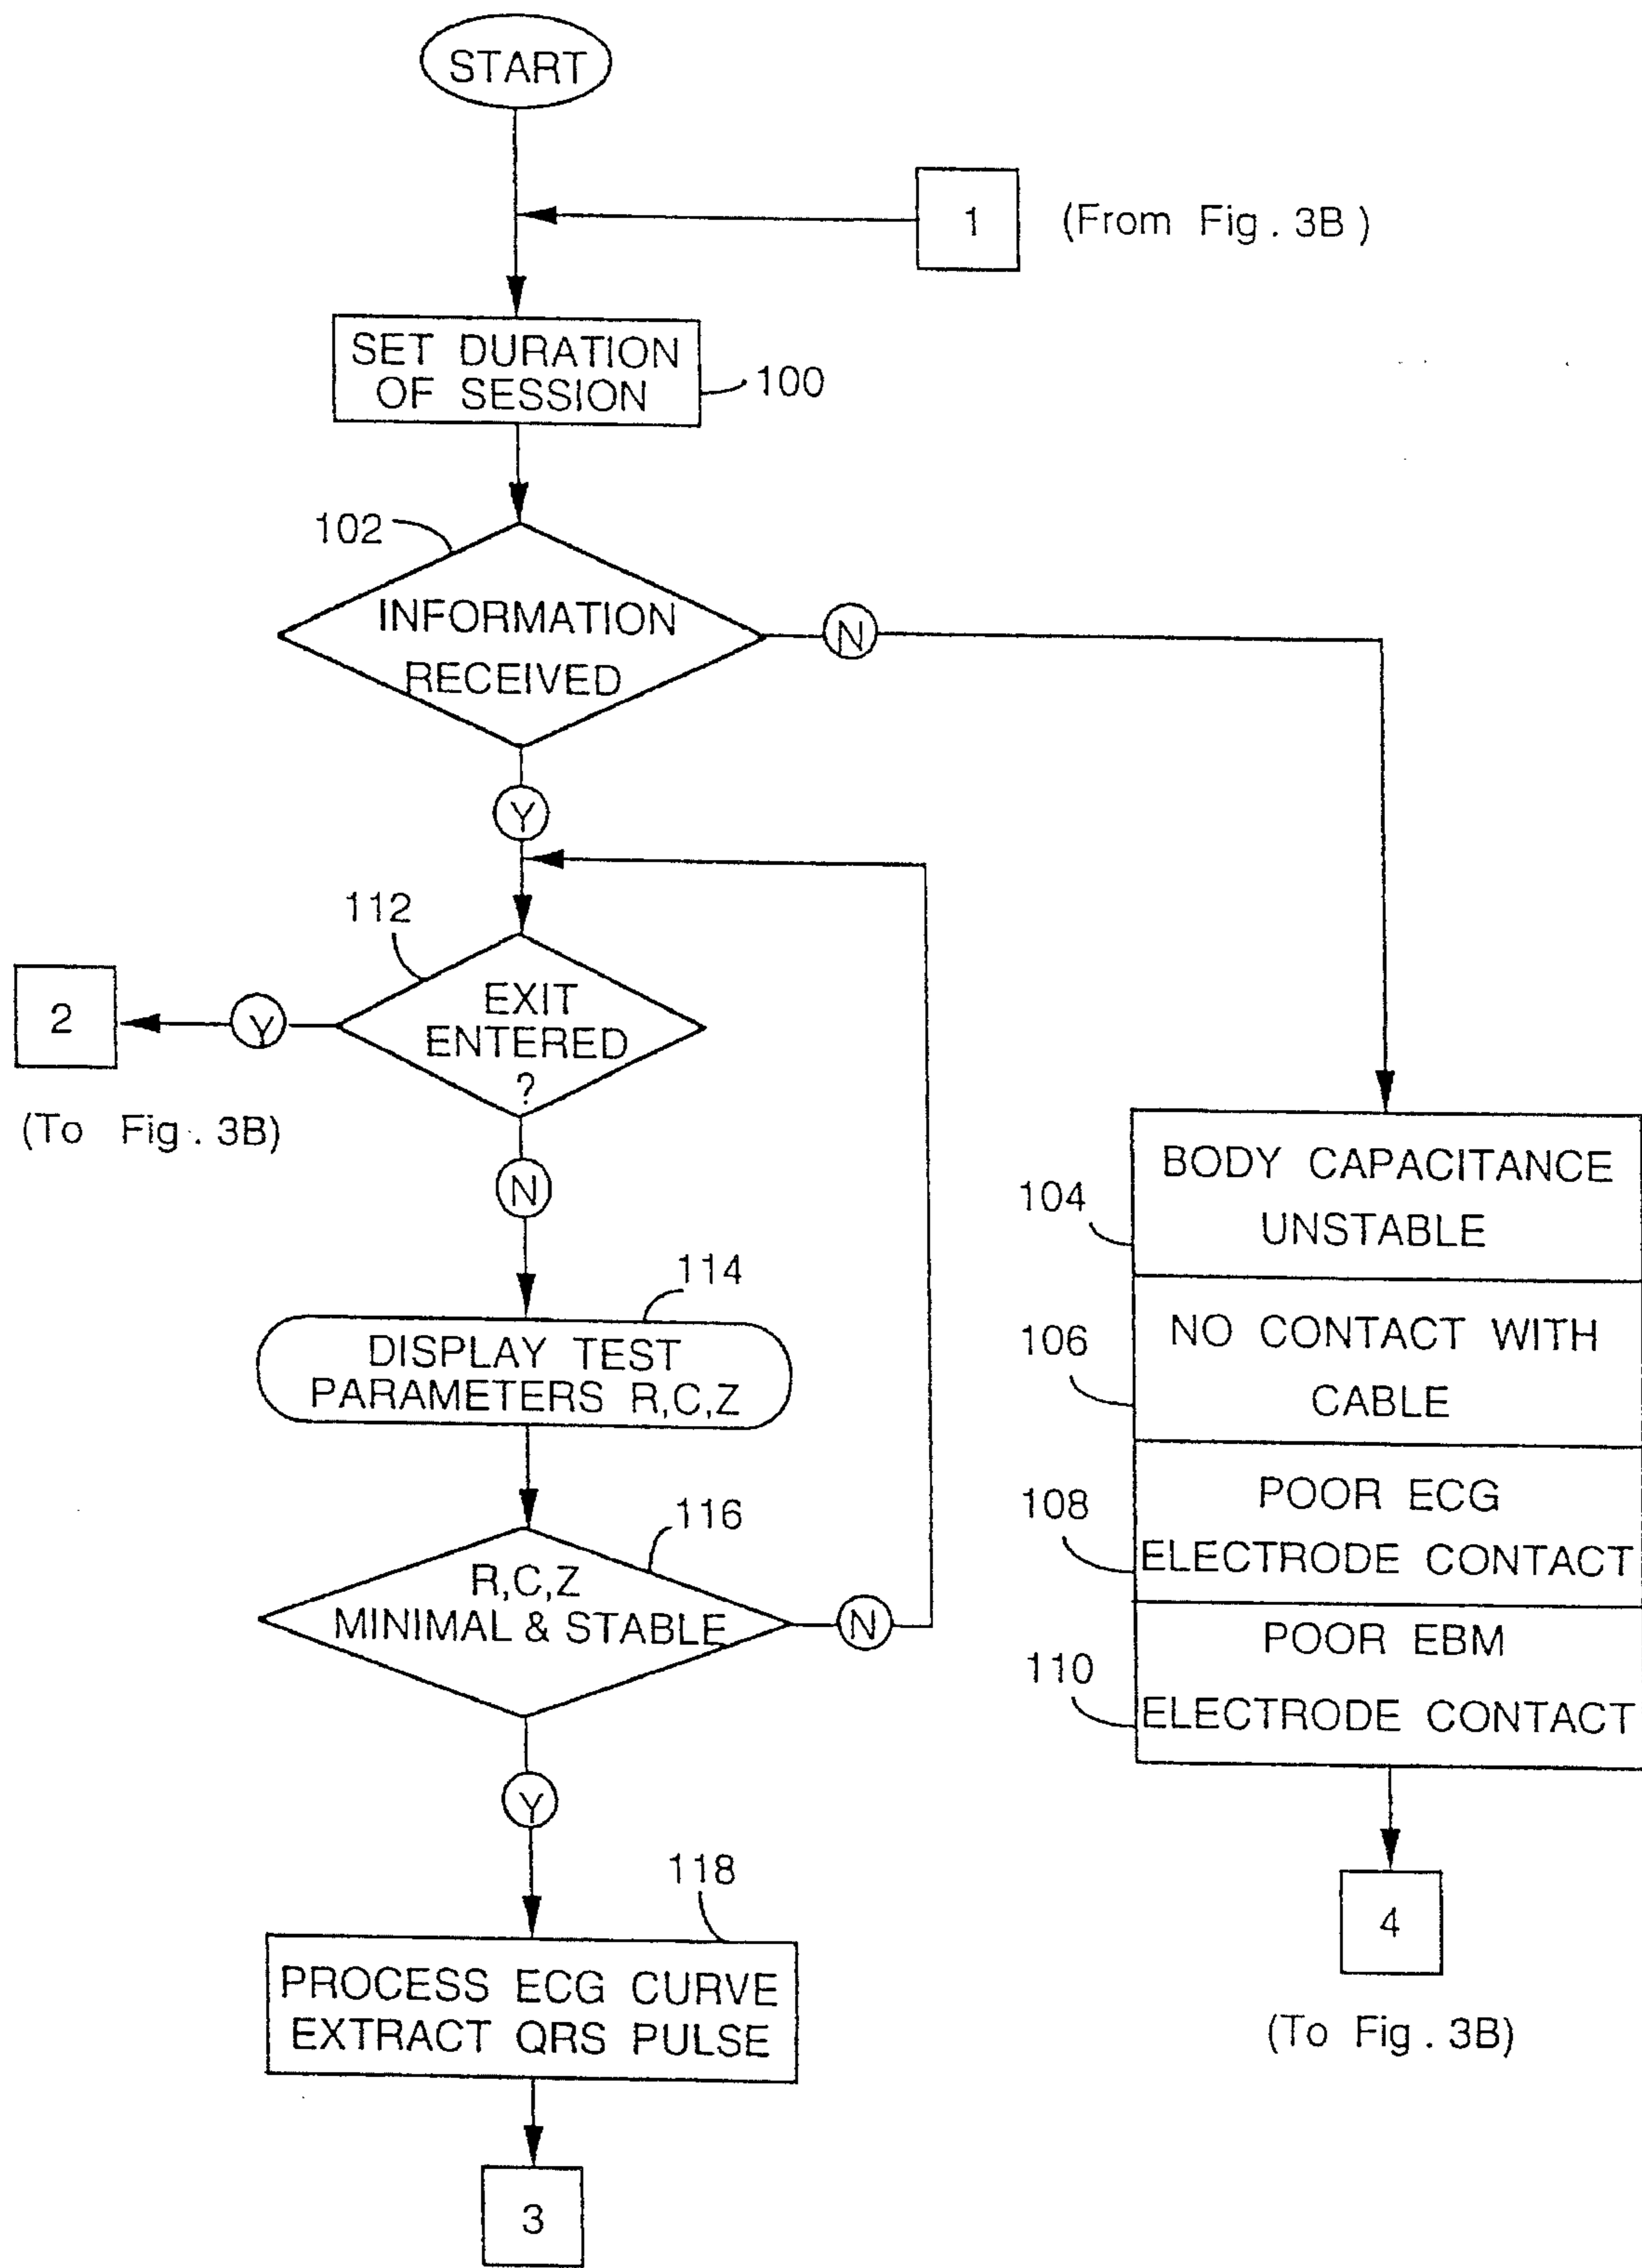 START
1
(From Fig. 3B)
SET DURATION
OF SESSION
100
102
INFORMATION
RECEIVED
N
Y
112
EXIT
ENTERED
?
Y
2
(To Fig. 3B)
N
114
DISPLAY TEST
PARAMETERS R,C,Z
116
R,C,Z
MINIMAL & STABLE
N
Y
118
PROCESS ECG CURVE
EXTRACT QRS PULSE
3
104
BODY CAPACITANCE
UNSTABLE
106
NO CONTACT WITH
CABLE
108
POOR ECG
ELECTRODE CONTACT
110
POOR EBM
ELECTRODE CONTACT
4
(To Fig. 3B)